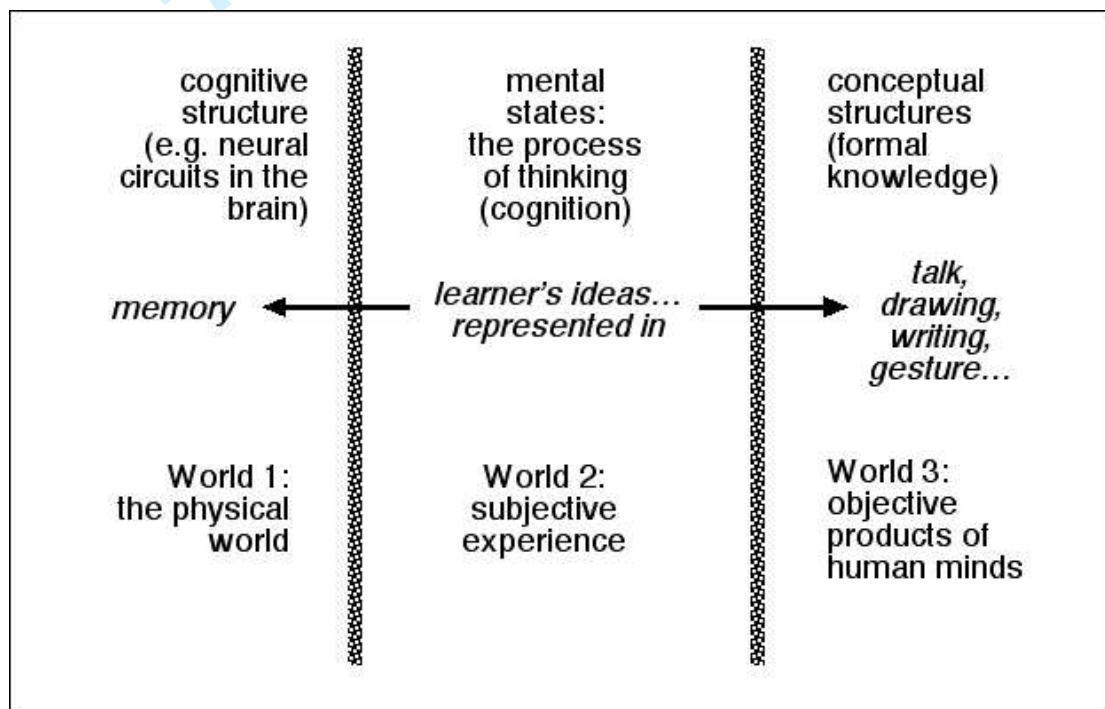 cognitive
structure
(e.g. neural
circuits in the
brain)
mental
states:
the process
of thinking
(cognition)
conceptual
structures
(formal
knowledge)
memory
learner's ideas...
represented in
talk,
drawing,
writing,
gesture...
World 1:
the physical
world
World 2:
subjective
experience
World 3:
objective
products of
human minds